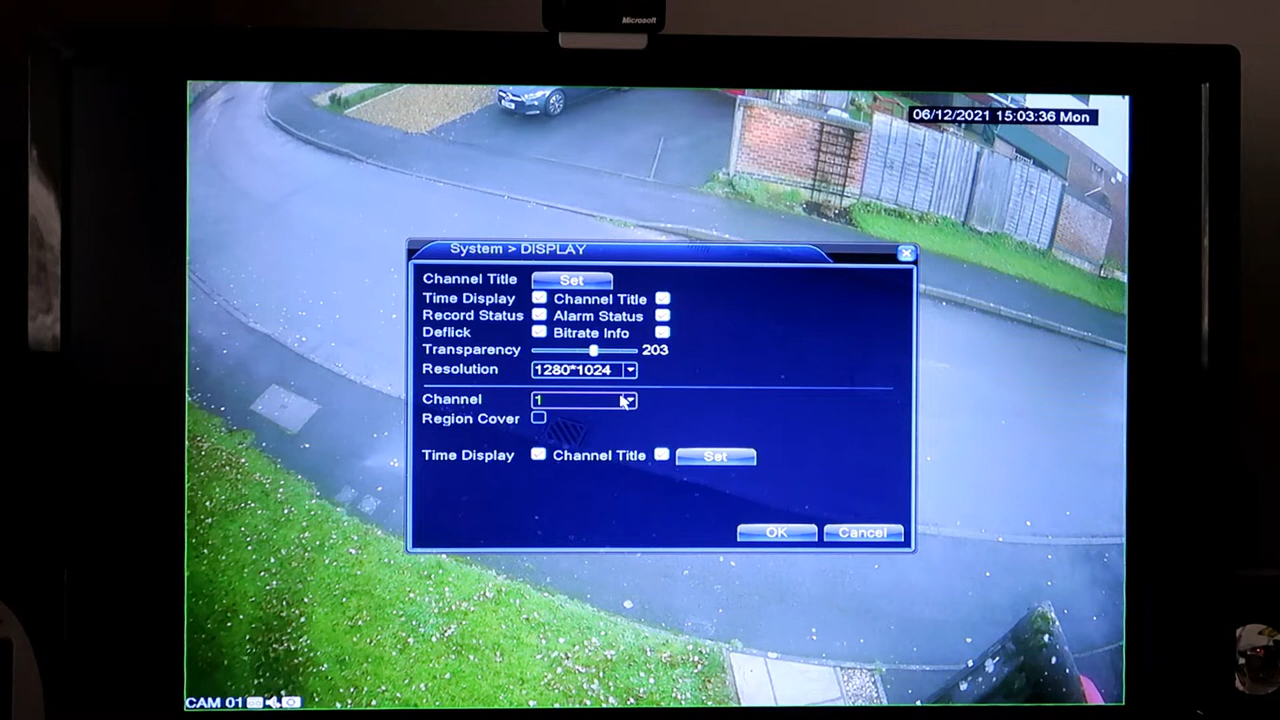 Microsoft
06/12/2021 15:03:36 Mon
System > DISPLAY
Channel Title Set
Time Display Channel Title
Record Status Alarm Status
Deflick Bitrate Info
Transparency 203
Resolution 1280*1024
Channel 1
Region Cover
Time Display Channel Title Set
OK Cancel
CAM 01